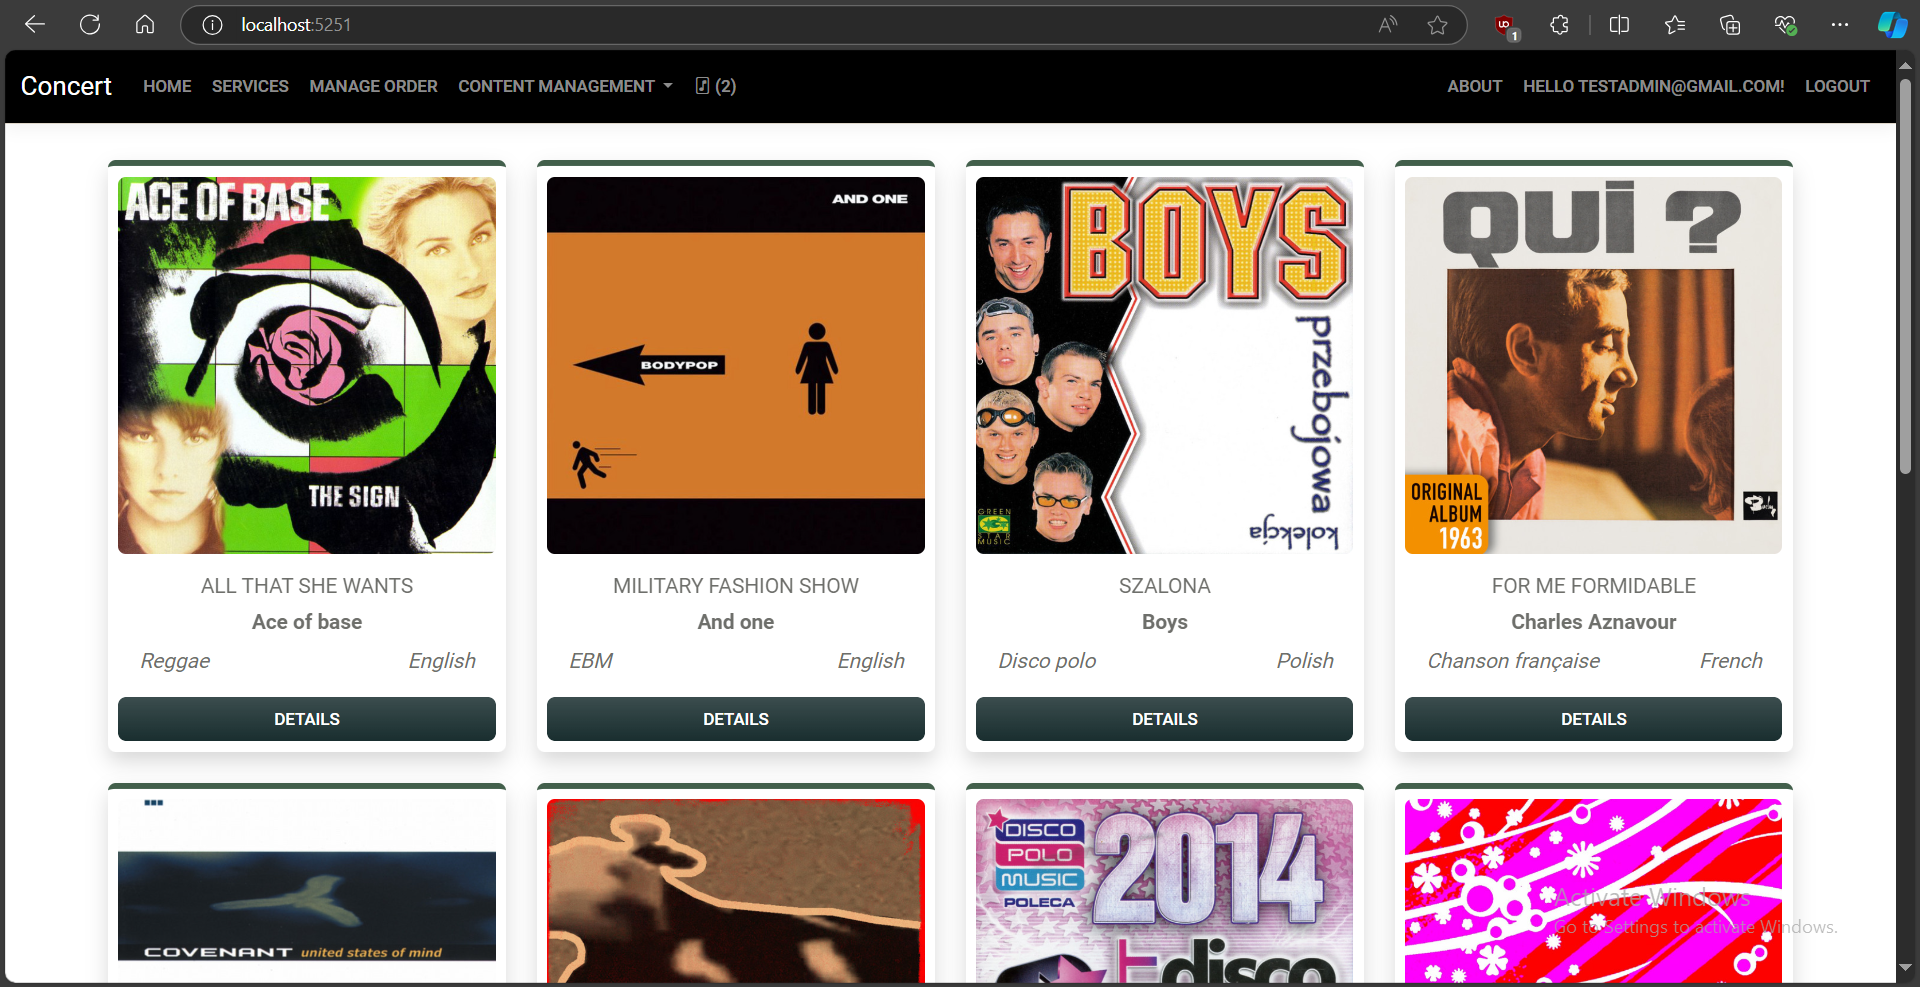 localhost:5251
1
Concert
HOME
SERVICES
MANAGE ORDER
CONTENT MANAGEMENT
(2)
ABOUT
HELLO TESTADMIN@GMAIL.COM!
LOGOUT
ACE OF BASE
THE SIGN
AND ONE
BODYPOP
BOYS
przebojowa
kolekcja
GREEN
STAR
MUSIC
QUI ?
ORIGINAL
ALBUM
1963
ALL THAT SHE WANTS
Ace of base
Reggae
English
DETAILS
MILITARY FASHION SHOW
And one
EBM
English
DETAILS
SZALONA
Boys
Disco polo
Polish
DETAILS
FOR ME FORMIDABLE
Charles Aznavour
Chanson française
French
DETAILS
COVENANT united states of mind
DISCO
POLO
MUSIC
POLECA
2014
disco
Activate Windows
Go to Settings to activate Windows.